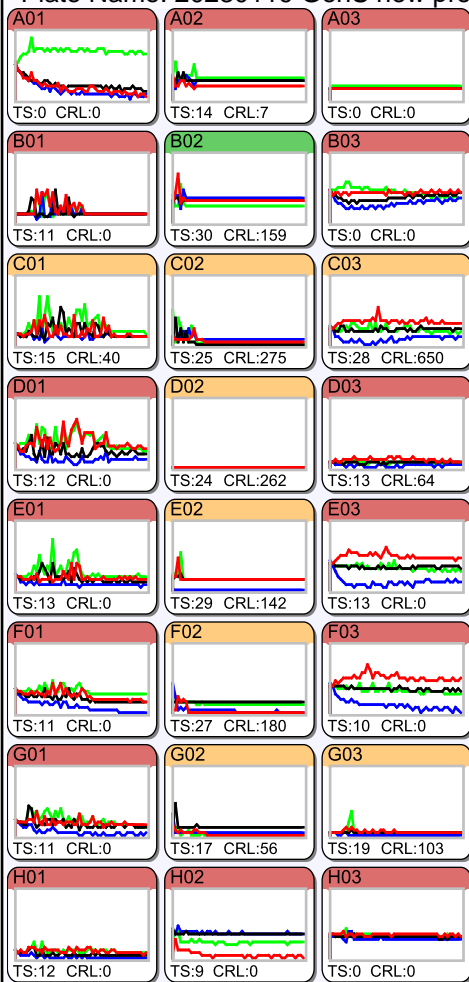 Plate Name:
A01 A02 A03
TS:0 CRL:0 TS:14 CRL:7 TS:0 CRL:0
B01 B02 B03
TS:11 CRL:0 TS:30 CRL:159 TS:0 CRL:0
C01 C02 C03
TS:15 CRL:40 TS:25 CRL:275 TS:28 CRL:650
D01 D02 D03
TS:12 CRL:0 TS:24 CRL:262 TS:13 CRL:64
E01 E02 E03
TS:13 CRL:0 TS:29 CRL:142 TS:13 CRL:0
F01 F02 F03
TS:11 CRL:0 TS:27 CRL:180 TS:10 CRL:0
G01 G02 G03
TS:11 CRL:0 TS:17 CRL:56 TS:19 CRL:103
H01 H02 H03
TS:12 CRL:0 TS:9 CRL:0 TS:0 CRL:0